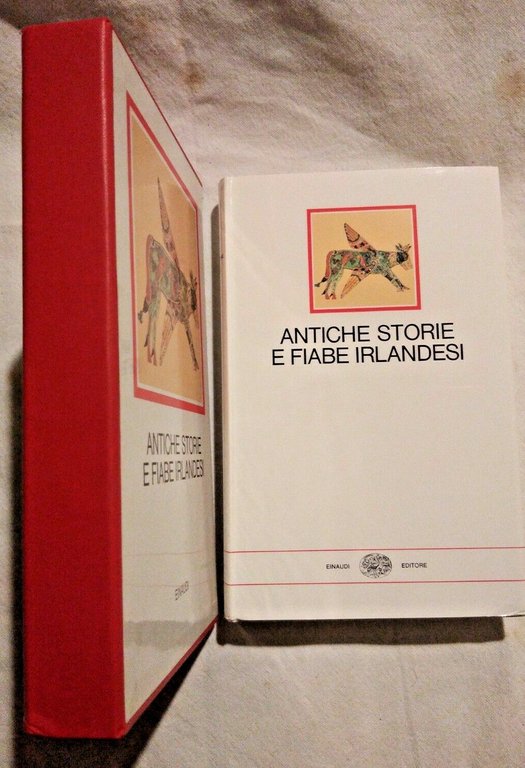 ANTICHE STORIE
E FIABE IRLANDESI
EINAUDI
ANTICHE STORIE
E FIABE IRLANDESI
EINAUDI EDITORE